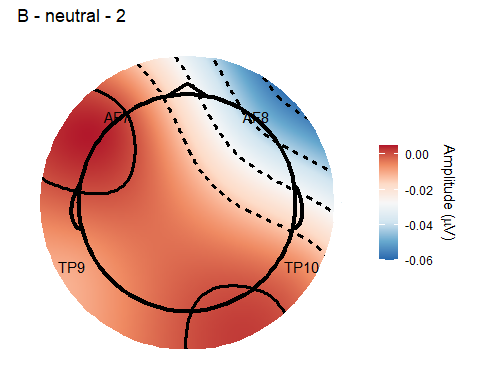 B - neutral - 2
AF7
AF8
TP9
TP10
0.00
-0.02
-0.04
-0.06
Amplitude (µV)